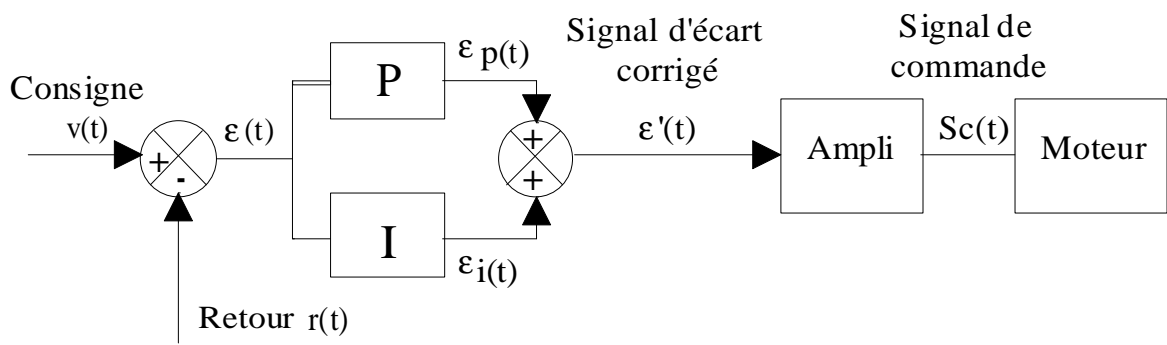 Consigne
v(t)
+
-
ε(t)
P
ε p(t)
I
ε i(t)
+
+
Signal d'écart
corrigé
ε'(t)
Ampli
Signal de
commande
Sc(t)
Moteur
Retour r(t)